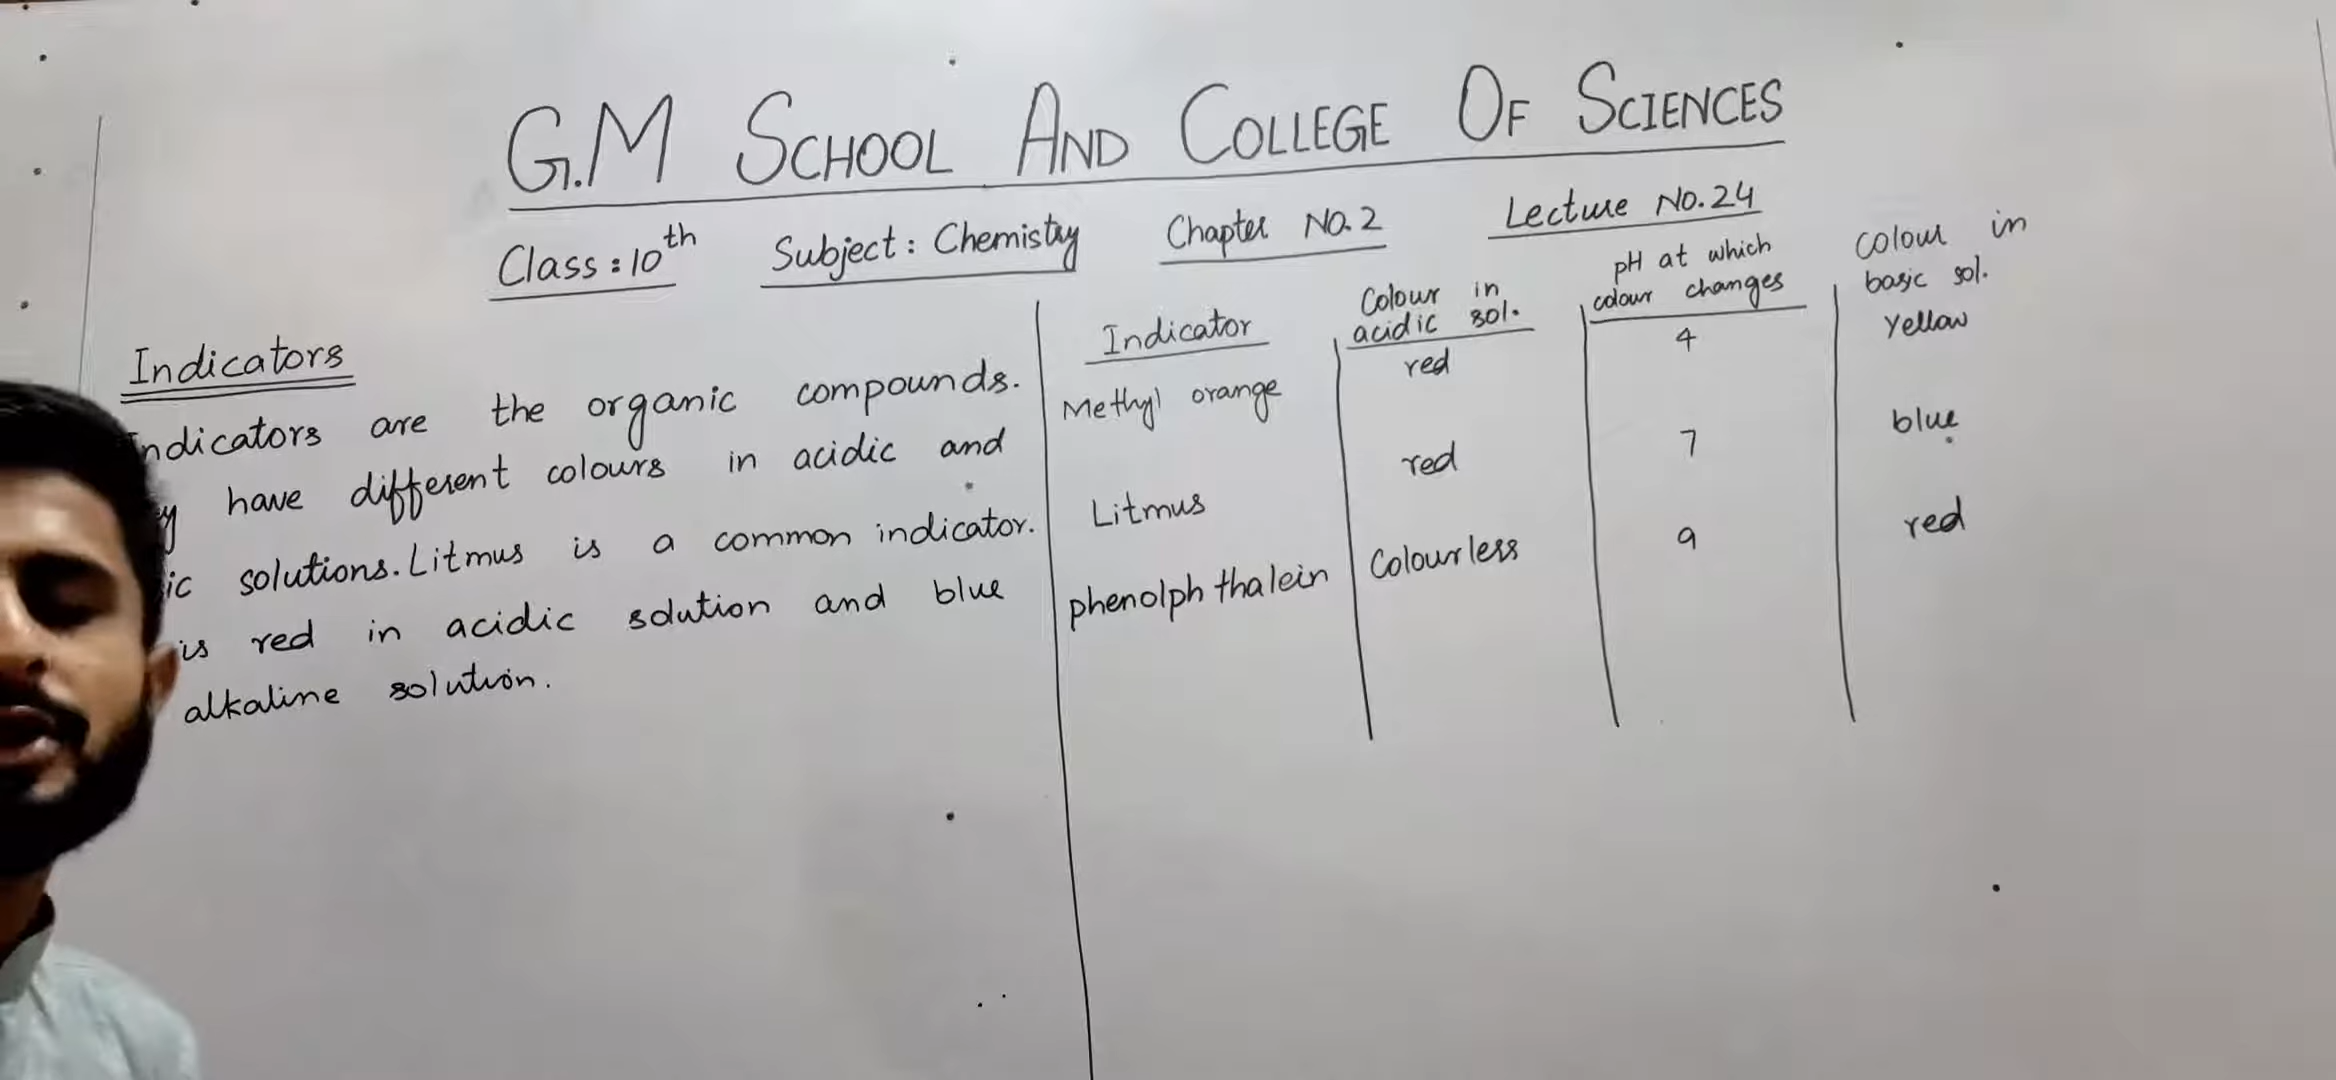 G.M SCHOOL AND COLLEGE OF SCIENCES
Class: 10th Subject: Chemistry Chapter No. 2 Lecture No. 24
Indicators
Indicators are the organic compounds.
have different colours in acidic and
solutions. Litmus is a common indicator.
is red in acidic solution and blue
alkaline solution.
Indicator
Colour in
acidic sol.
pH at which
colour changes
Colour in
basic sol.
Methyl orange red 4 Yellow
Litmus red 7 blue
phenolphthalein Colourless 9 red